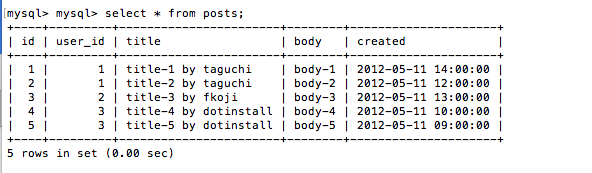 mysql> mysql> select * from posts;
+----+---------+-----------------------+--------+---------------------+
| id | user_id | title                 | body   | created             |
+----+---------+-----------------------+--------+---------------------+
|  1 |       1 | title-1 by taguchi    | body-1 | 2012-05-11 14:00:00 |
|  2 |       1 | title-2 by taguchi    | body-2 | 2012-05-11 12:00:00 |
|  3 |       2 | title-3 by fkoji      | body-3 | 2012-05-11 13:00:00 |
|  4 |       3 | title-4 by dotinstall | body-4 | 2012-05-11 10:00:00 |
|  5 |       3 | title-5 by dotinstall | body-5 | 2012-05-11 09:00:00 |
+----+---------+-----------------------+--------+---------------------+
5 rows in set (0.00 sec)